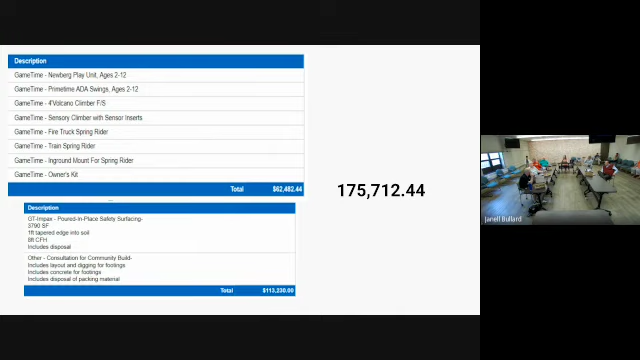 Description
GameTime - Newberg Play Unit, Ages 2-12
GameTime - Primetime ADA Swings, Ages 2-12
GameTime - 4'Volcano Climber F/S
GameTime - Sensory Climber with Sensor Inserts
GameTime - Fire Truck Spring Rider
GameTime - Train Spring Rider
GameTime - Inground Mount For Spring Rider
GameTime - Owner's Kit
Total $62,482.44
175,712.44
Description
GT-Impax - Poured-In-Place Safety Surfacing-
3790 SF
1ft tapered edge into soil
8ft CFH
Includes disposal
Other - Consultation for Community Build-
Includes layout and digging for footings
Includes concrete for footings
Includes disposal of packing material
Total $113,230.00
Janell Bullard